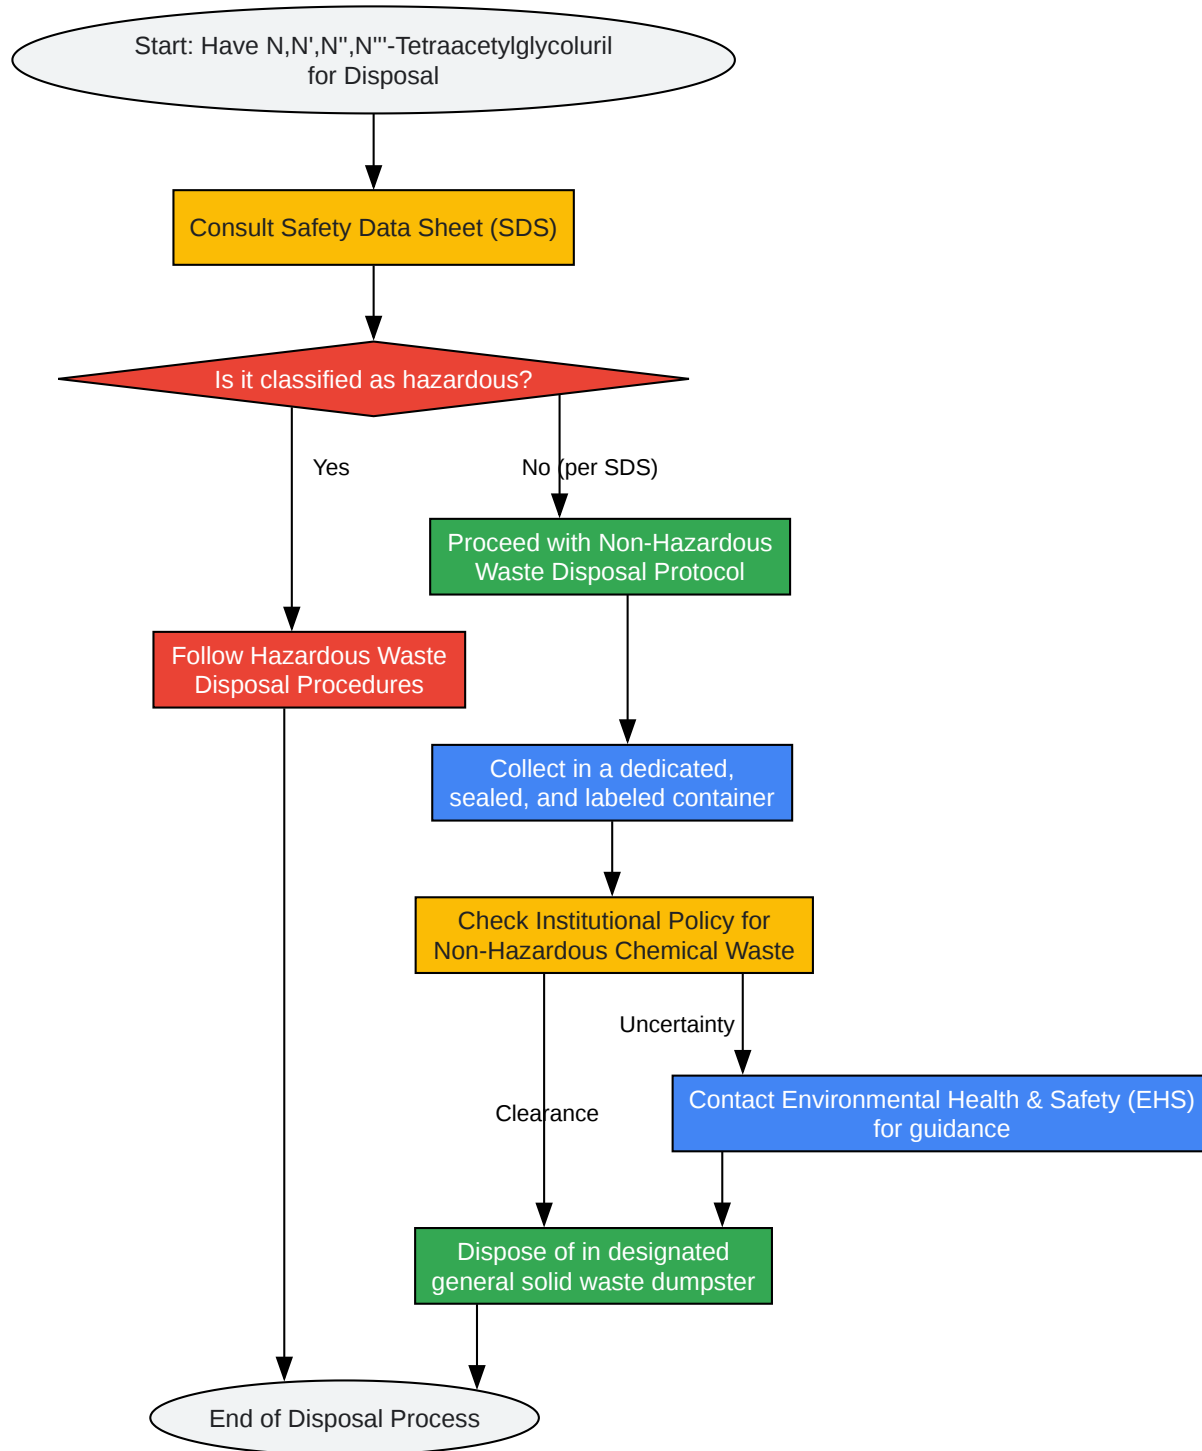 Start: Have N,N',N'',N'''-Tetraacetylglycoluril
for Disposal
Consult Safety Data Sheet (SDS)
Is it classified as hazardous?
Yes
No (per SDS)
Proceed with Non-Hazardous
Waste Disposal Protocol
Follow Hazardous Waste
Disposal Procedures
Collect in a dedicated,
sealed, and labeled container
Check Institutional Policy for
Non-Hazardous Chemical Waste
Uncertainty
Clearance
Contact Environmental Health & Safety (EHS)
for guidance
Dispose of in designated
general solid waste dumpster
End of Disposal Process